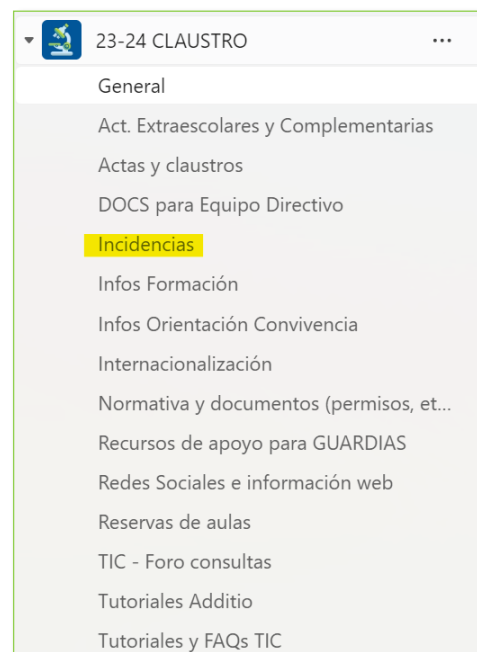 23-24 CLAUSTRO ...
General
Act. Extraescolares y Complementarias
Actas y claustros
DOCS para Equipo Directivo
Incidencias
Infos Formación
Infos Orientación Convivencia
Internacionalización
Normativa y documentos (permisos, et...
Recursos de apoyo para GUARDIAS
Redes Sociales e información web
Reservas de aulas
TIC - Foro consultas
Tutoriales Additio
Tutoriales y FAQs TIC